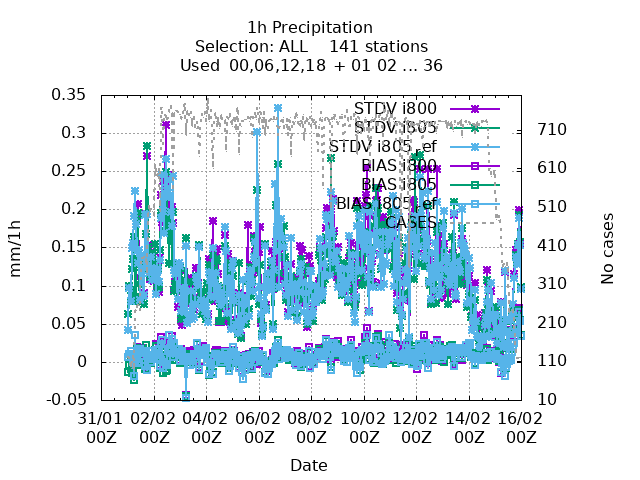 1h Precipitation
Selection: ALL    141 stations
Used  00,06,12,18 + 01 02 ... 36
0.35
0.3
0.25
0.2
0.15
0.1
0.05
0
-0.05
mm/1h
710
610
510
410
310
210
110
10
No cases
STDV i800
STDV i805
STDV i805_ef
BIAS i800
BIAS i805
BIAS i805_ef
CASES
31/01 02/02 04/02 06/02 08/02 10/02 12/02 14/02 16/02
00Z 00Z 00Z 00Z 00Z 00Z 00Z 00Z 00Z
Date